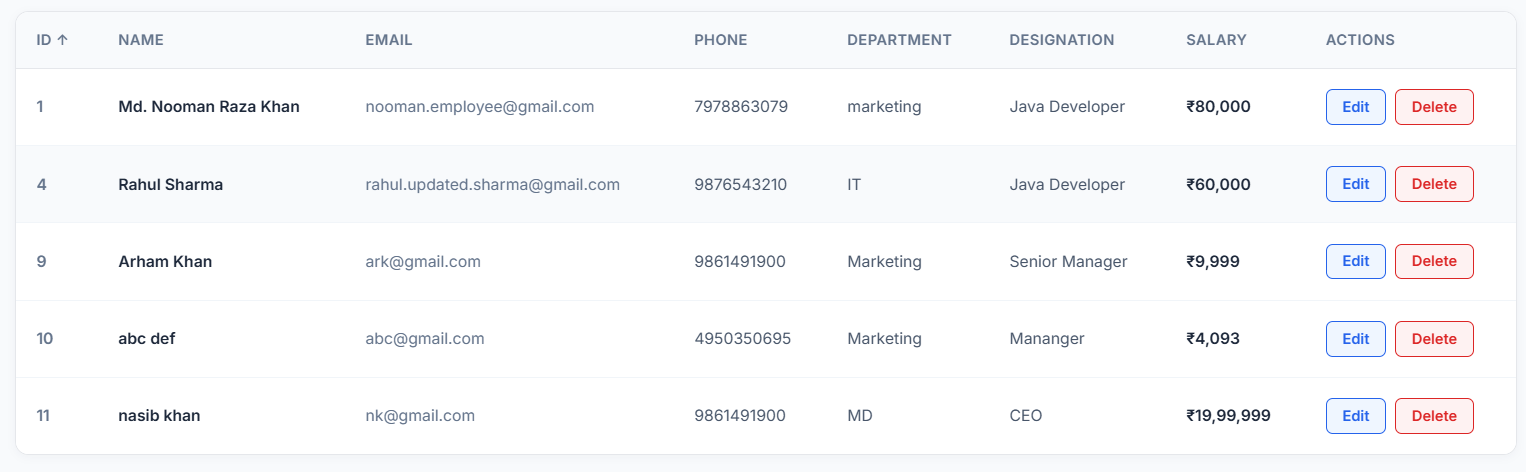 ID ↑ NAME EMAIL PHONE DEPARTMENT DESIGNATION SALARY ACTIONS
1 Md. Nooman Raza Khan nooman.employee@gmail.com 7978863079 marketing Java Developer ₹80,000 Edit Delete
4 Rahul Sharma rahul.updated.sharma@gmail.com 9876543210 IT Java Developer ₹60,000 Edit Delete
9 Arham Khan ark@gmail.com 9861491900 Marketing Senior Manager ₹9,999 Edit Delete
10 abc def abc@gmail.com 4950350695 Marketing Mananger ₹4,093 Edit Delete
11 nasib khan nk@gmail.com 9861491900 MD CEO ₹19,99,999 Edit Delete